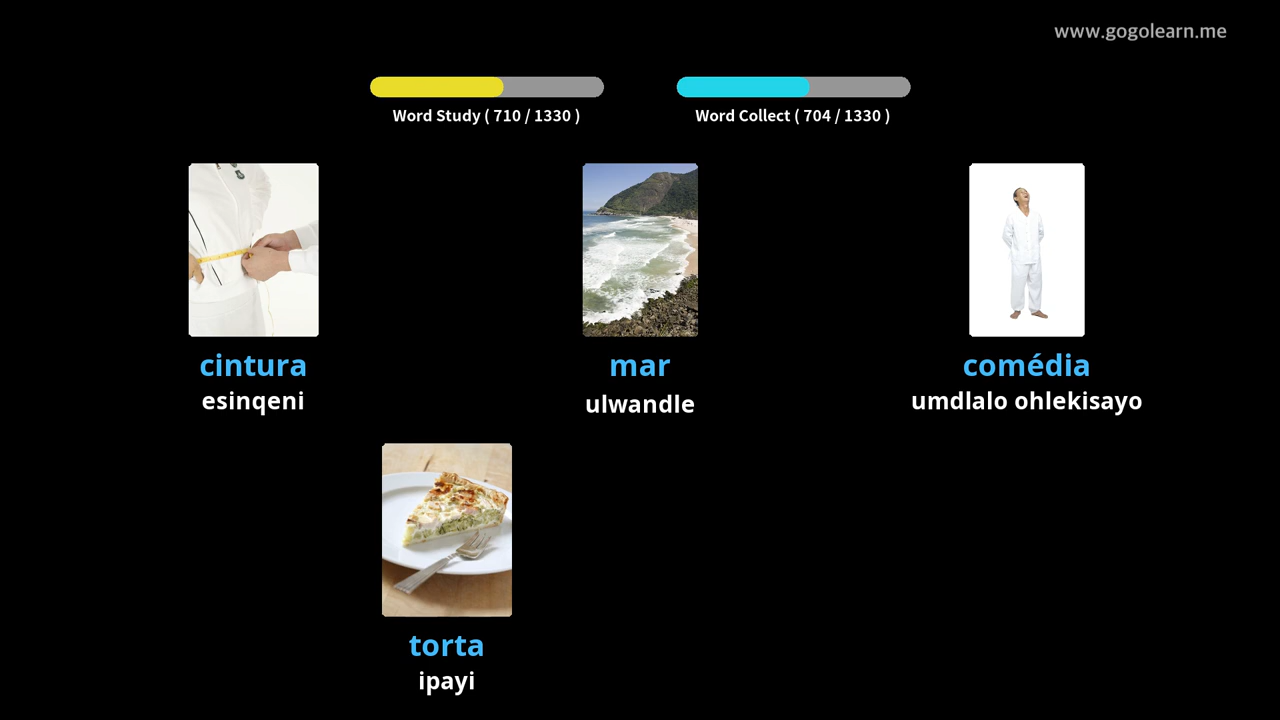 www.gogolearn.me
Word Study ( 710 / 1330 )
Word Collect ( 704 / 1330 )
cintura
esinqeni
mar
ulwandle
comédia
umdlalo ohlekisayo
torta
ipayi